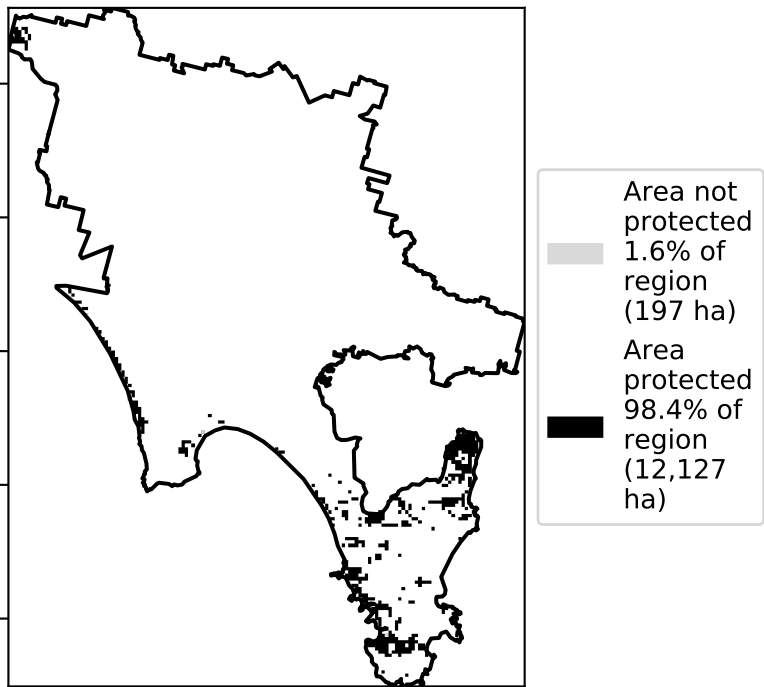 Area not
protected
1.6% of
region
(197 ha)
Area
protected
98.4% of
region
(12,127
ha)